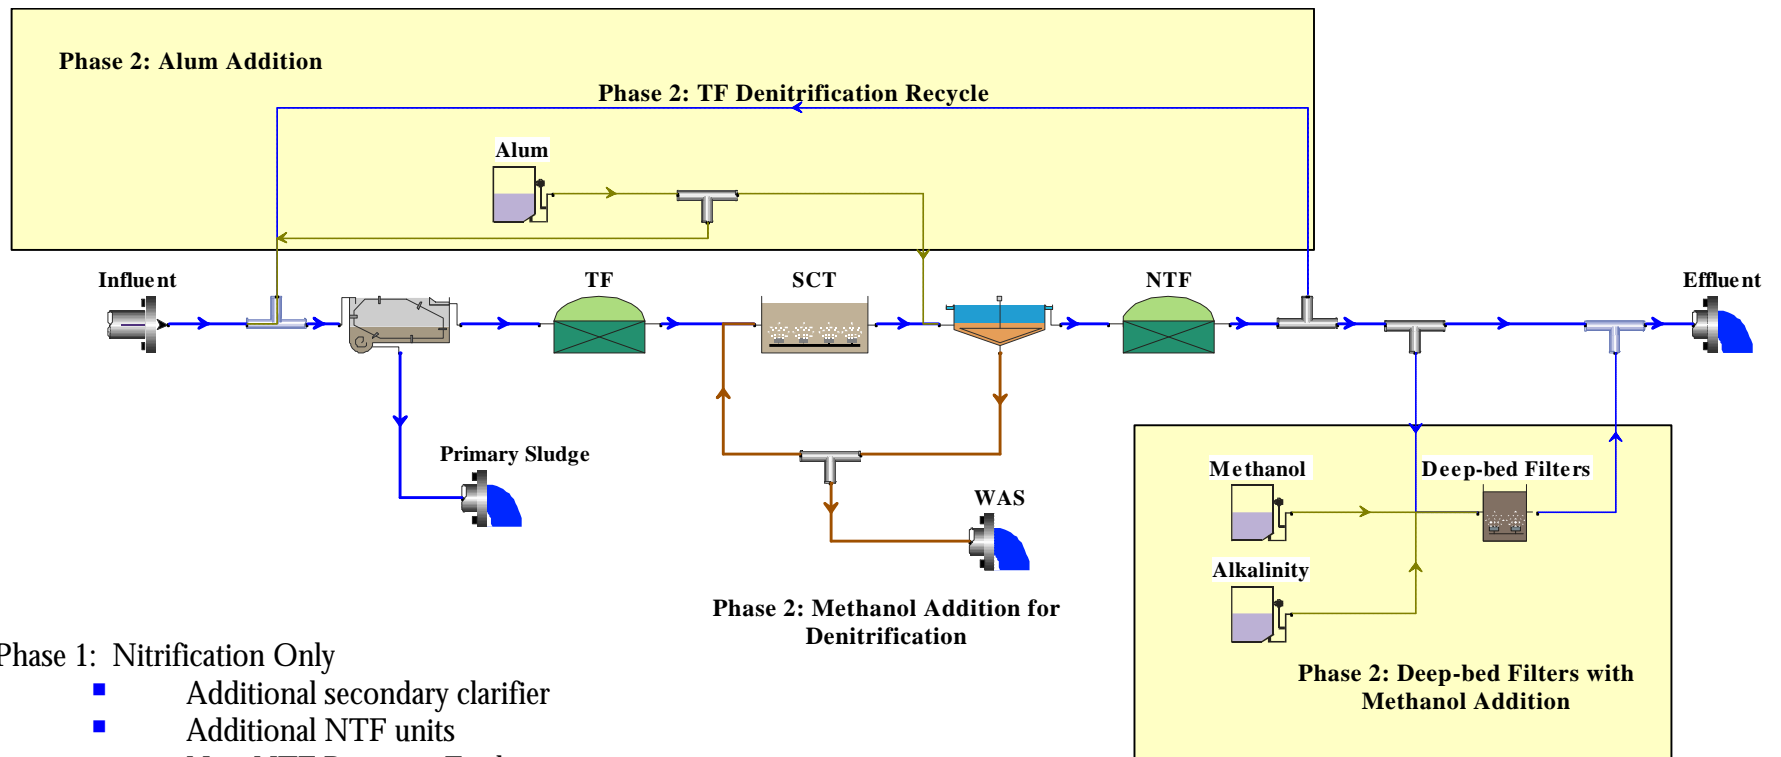 Phase 2: Alum Addition
Phase 2: TF Denitrification Recycle
Alum
Influent
TF
SCT
NTF
Effluent
Primary Sludge
WAS
Methanol
Deep-bed Filters
Alkalinity
Phase 2: Methanol Addition for
Denitrification
Phase 2: Deep-bed Filters with
Methanol Addition
Phase 1: Nitrification Only
Additional secondary clarifier
Additional NTF units